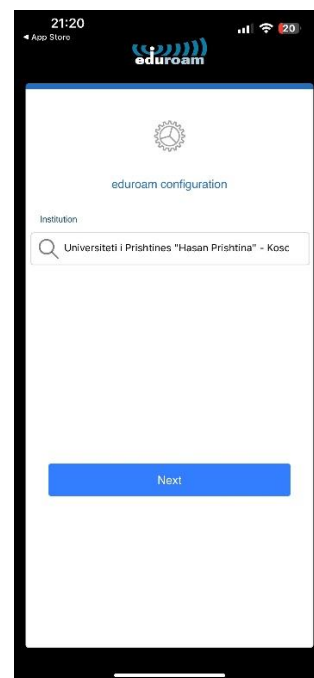 21:20
20
◀ App Store
eduroam
eduroam configuration
Institution
Universiteti i Prishtines "Hasan Prishtina" - Kosc
Next